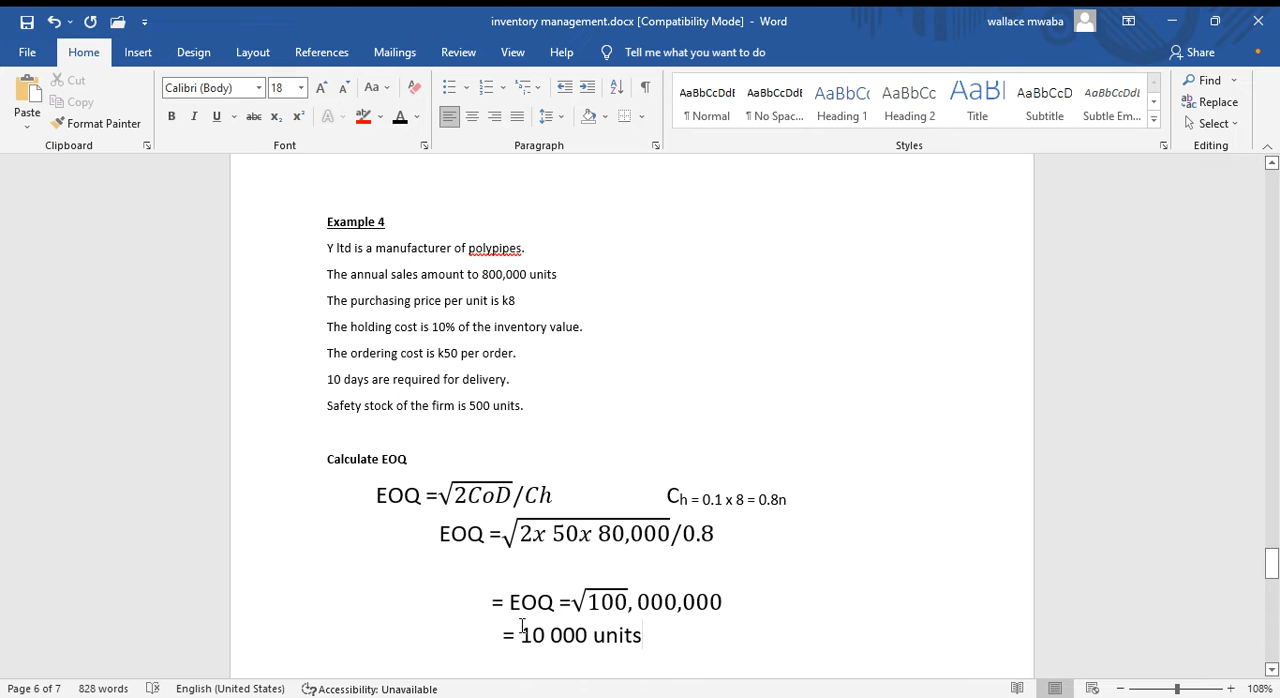 inventory management.docx [Compatibility Mode] - Word
wallace mwaba
File Home Insert Design Layout References Mailings Review View Help Tell me what you want to do Share
Paste
Cut
Copy
Format Painter
Clipboard
Calibri (Body) 18
Font
Paragraph
AaBbCcDdE AaBbCcDdE AaBbCc AaBbCcC AaBl AaBbCcD AaBbCcDdl
¶ Normal ¶ No Spac... Heading 1 Heading 2 Title Subtitle Subtle Em...
Styles
Find
Replace
Select
Editing
Example 4
Y ltd is a manufacturer of polypipes.
The annual sales amount to 800,000 units
The purchasing price per unit is k8
The holding cost is 10% of the inventory value.
The ordering cost is k50 per order.
10 days are required for delivery.
Safety stock of the firm is 500 units.
Calculate EOQ
EOQ =√2CoD/Ch Ch = 0.1 x 8 = 0.8n
EOQ =√2x 50x 80,000/0.8
= EOQ =√100,000,000
= 10 000 units
Page 6 of 7 828 words English (United States) Accessibility: Unavailable 108%